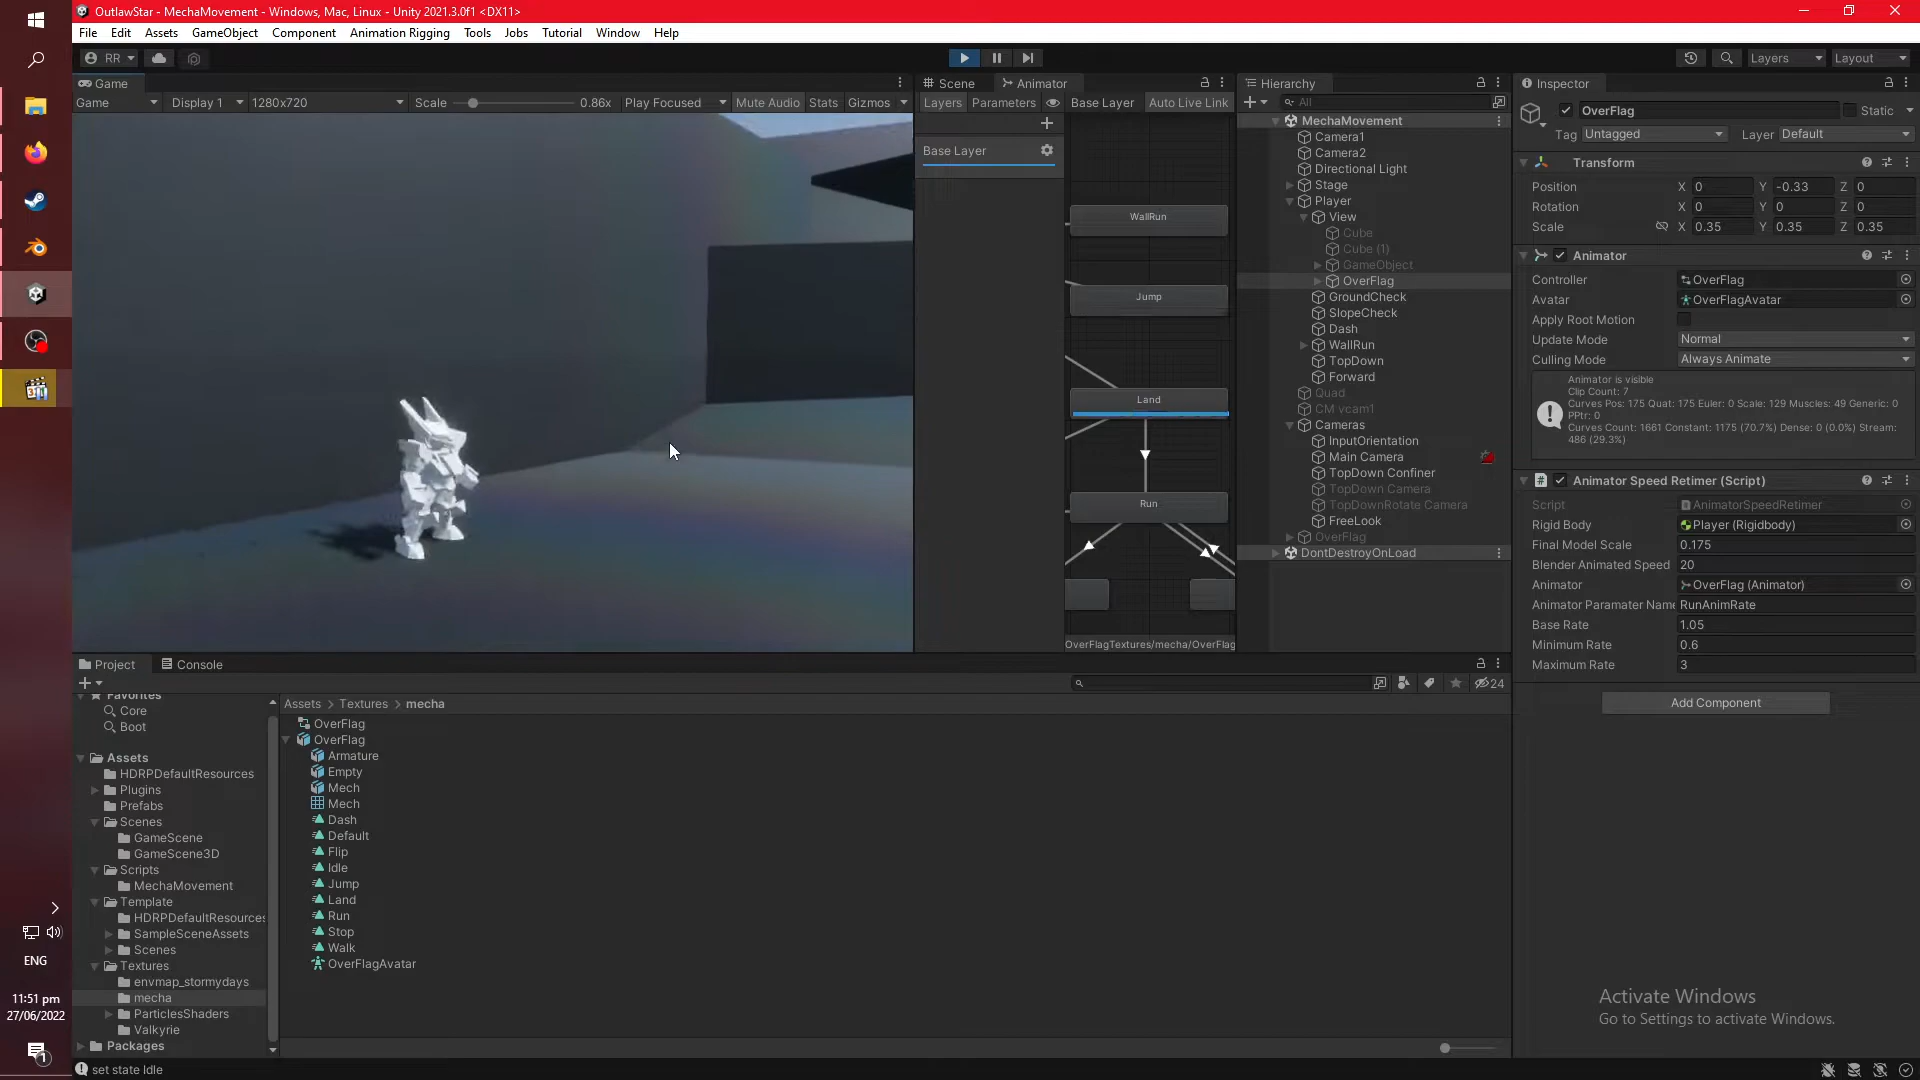 OutlawStar - MechaMovement - Windows, Mac, Linux - Unity 2021.3.0f1 <DX11>
File Edit Assets GameObject Component Animation Rigging Tools Jobs Tutorial Window Help
RR Layers Layout
Game
Game Display 1 1280x720 Scale 0.86x Play Focused Mute Audio Stats Gizmos
Scene Animator
Layers Parameters Base Layer Auto Live Link
Base Layer
WallRun
Jump
Land
Run
OverFlagTextures/mecha/OverFlag
Hierarchy
All
MechaMovement
Camera1
Camera2
Directional Light
Stage
Player
View
Cube
Cube (1)
GameObject
OverFlag
GroundCheck
SlopeCheck
Dash
WallRun
TopDown
Forward
Quad
CM vcam1
Cameras
InputOrientation
Main Camera
TopDown Confiner
TopDown Camera
TopDownRotate Camera
FreeLook
OverFlag
DontDestroyOnLoad
Inspector
OverFlag Static
Tag Untagged Layer Default
Transform
Position X 0 Y -0.33 Z 0
Rotation X 0 Y 0 Z 0
Scale X 0.35 Y 0.35 Z 0.35
Animator
Controller OverFlag
Avatar OverFlagAvatar
Apply Root Motion
Update Mode Normal
Culling Mode Always Animate
Animator is visible
Clip Count: 7
Curves Pos: 175 Quat: 175 Euler: 0 Scale: 129 Muscles: 49 Generic: 0
PPtr: 0
Curves Count: 1661 Constant: 1175 (70.7%) Dense: 0 (0.0%) Stream:
486 (29.3%)
Animator Speed Retimer (Script)
Script AnimatorSpeedRetimer
Rigid Body Player (Rigidbody)
Final Model Scale 0.175
Blender Animated Speed 20
Animator OverFlag (Animator)
Animator Paramater Name RunAnimRate
Base Rate 1.05
Minimum Rate 0.6
Maximum Rate 3
Add Component
Project Console
24
Favorites
Core
Boot
Assets
HDRPDefaultResources
Plugins
Prefabs
Scenes
GameScene
GameScene3D
Scripts
MechaMovement
Template
HDRPDefaultResources
SampleSceneAssets
Scenes
Textures
envmap_stormydays
mecha
ParticlesShaders
Valkyrie
Packages
Assets > Textures > mecha
OverFlag
OverFlag
Armature
Empty
Mech
Mech
Dash
Default
Flip
Idle
Jump
Land
Run
Stop
Walk
OverFlagAvatar
Activate Windows
Go to Settings to activate Windows.
ENG
11:51 pm
27/06/2022
1
set state Idle